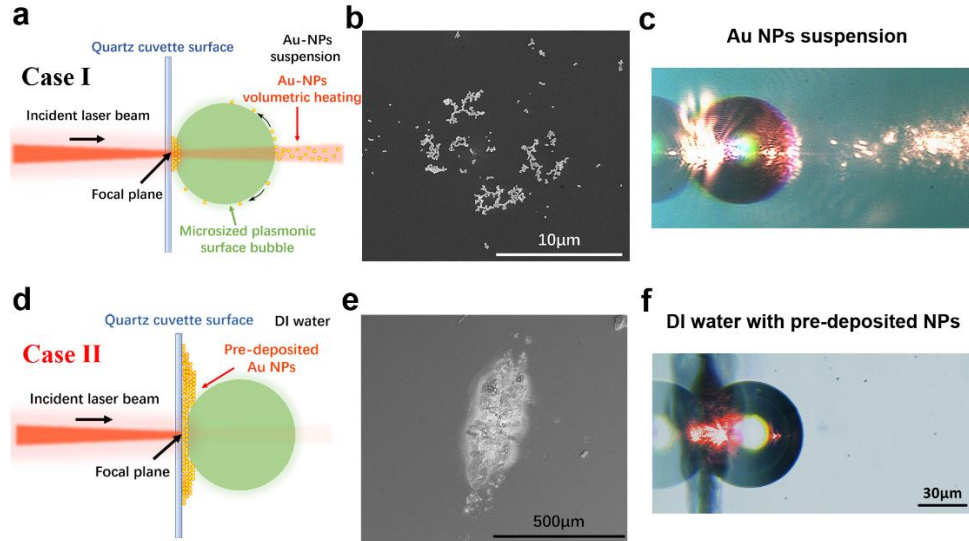 a
Quartz cuvette surface
Au-NPs
suspension
Case I
Au-NPs
volumetric heating
Incident laser beam
Focal plane
Microsized plasmonic
surface bubble
b
10μm
c
Au NPs suspension
d
Quartz cuvette surface
DI water
Case II
Pre-deposited
Au NPs
Incident laser beam
Focal plane
e
500μm
f
DI water with pre-deposited NPs
30μm